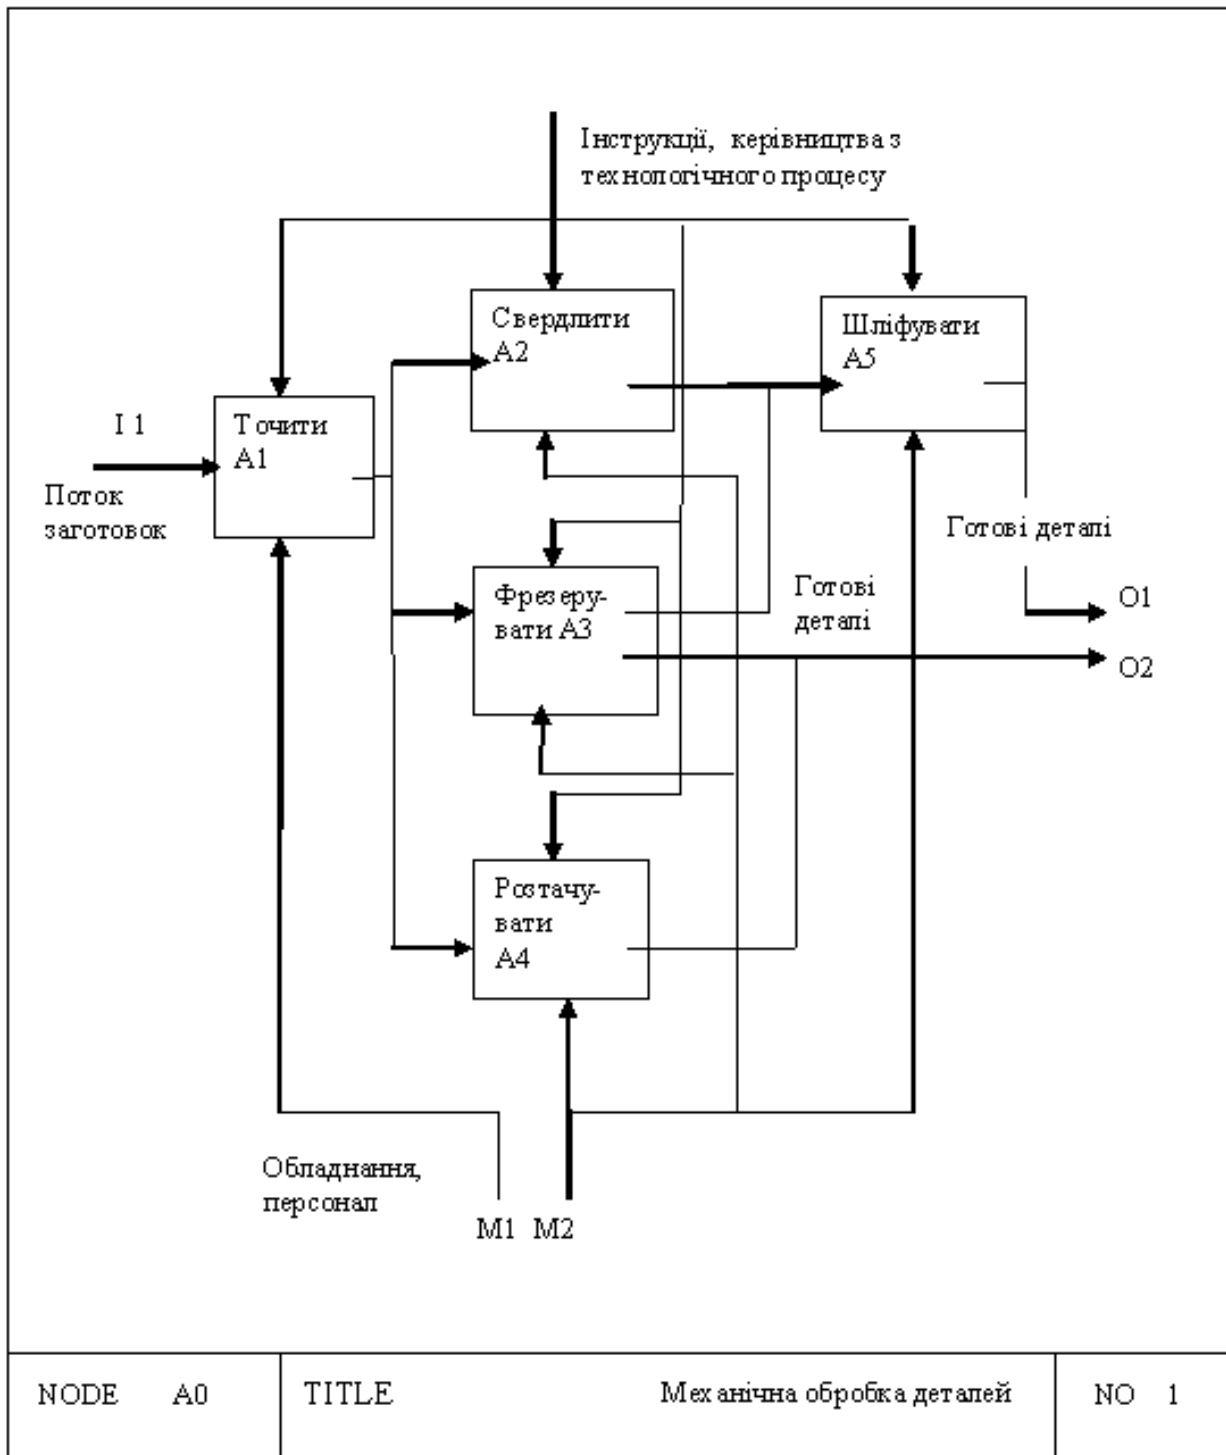 Інструкції, керівництва з
технологічного процесу
Свердлити
А2
Шліфувати
А5
І 1
Точити
А1
Поток
заготовок
Готові деталі
Фрезеру-
вати А3
Готові
деталі
О1
О2
Розтачу-
вати
А4
Обладнання,
персонал
М1 М2
NODE А0
TITLE Механічна обробка деталей
NO 1